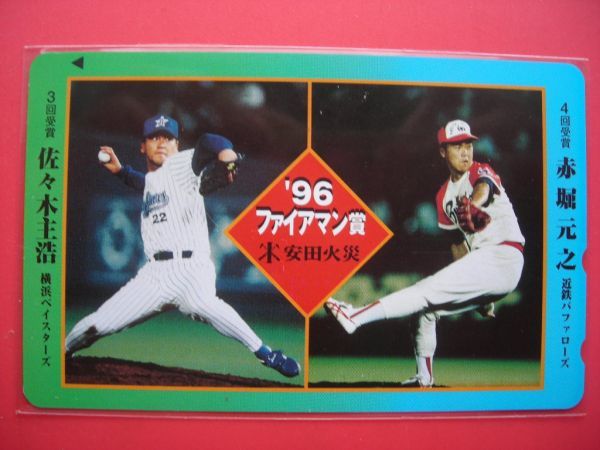 3回受賞
佐々木主浩
横浜ベイスターズ
'96
ファイアマン賞
安田火災
4回受賞
赤堀元之
近鉄バファローズ
22